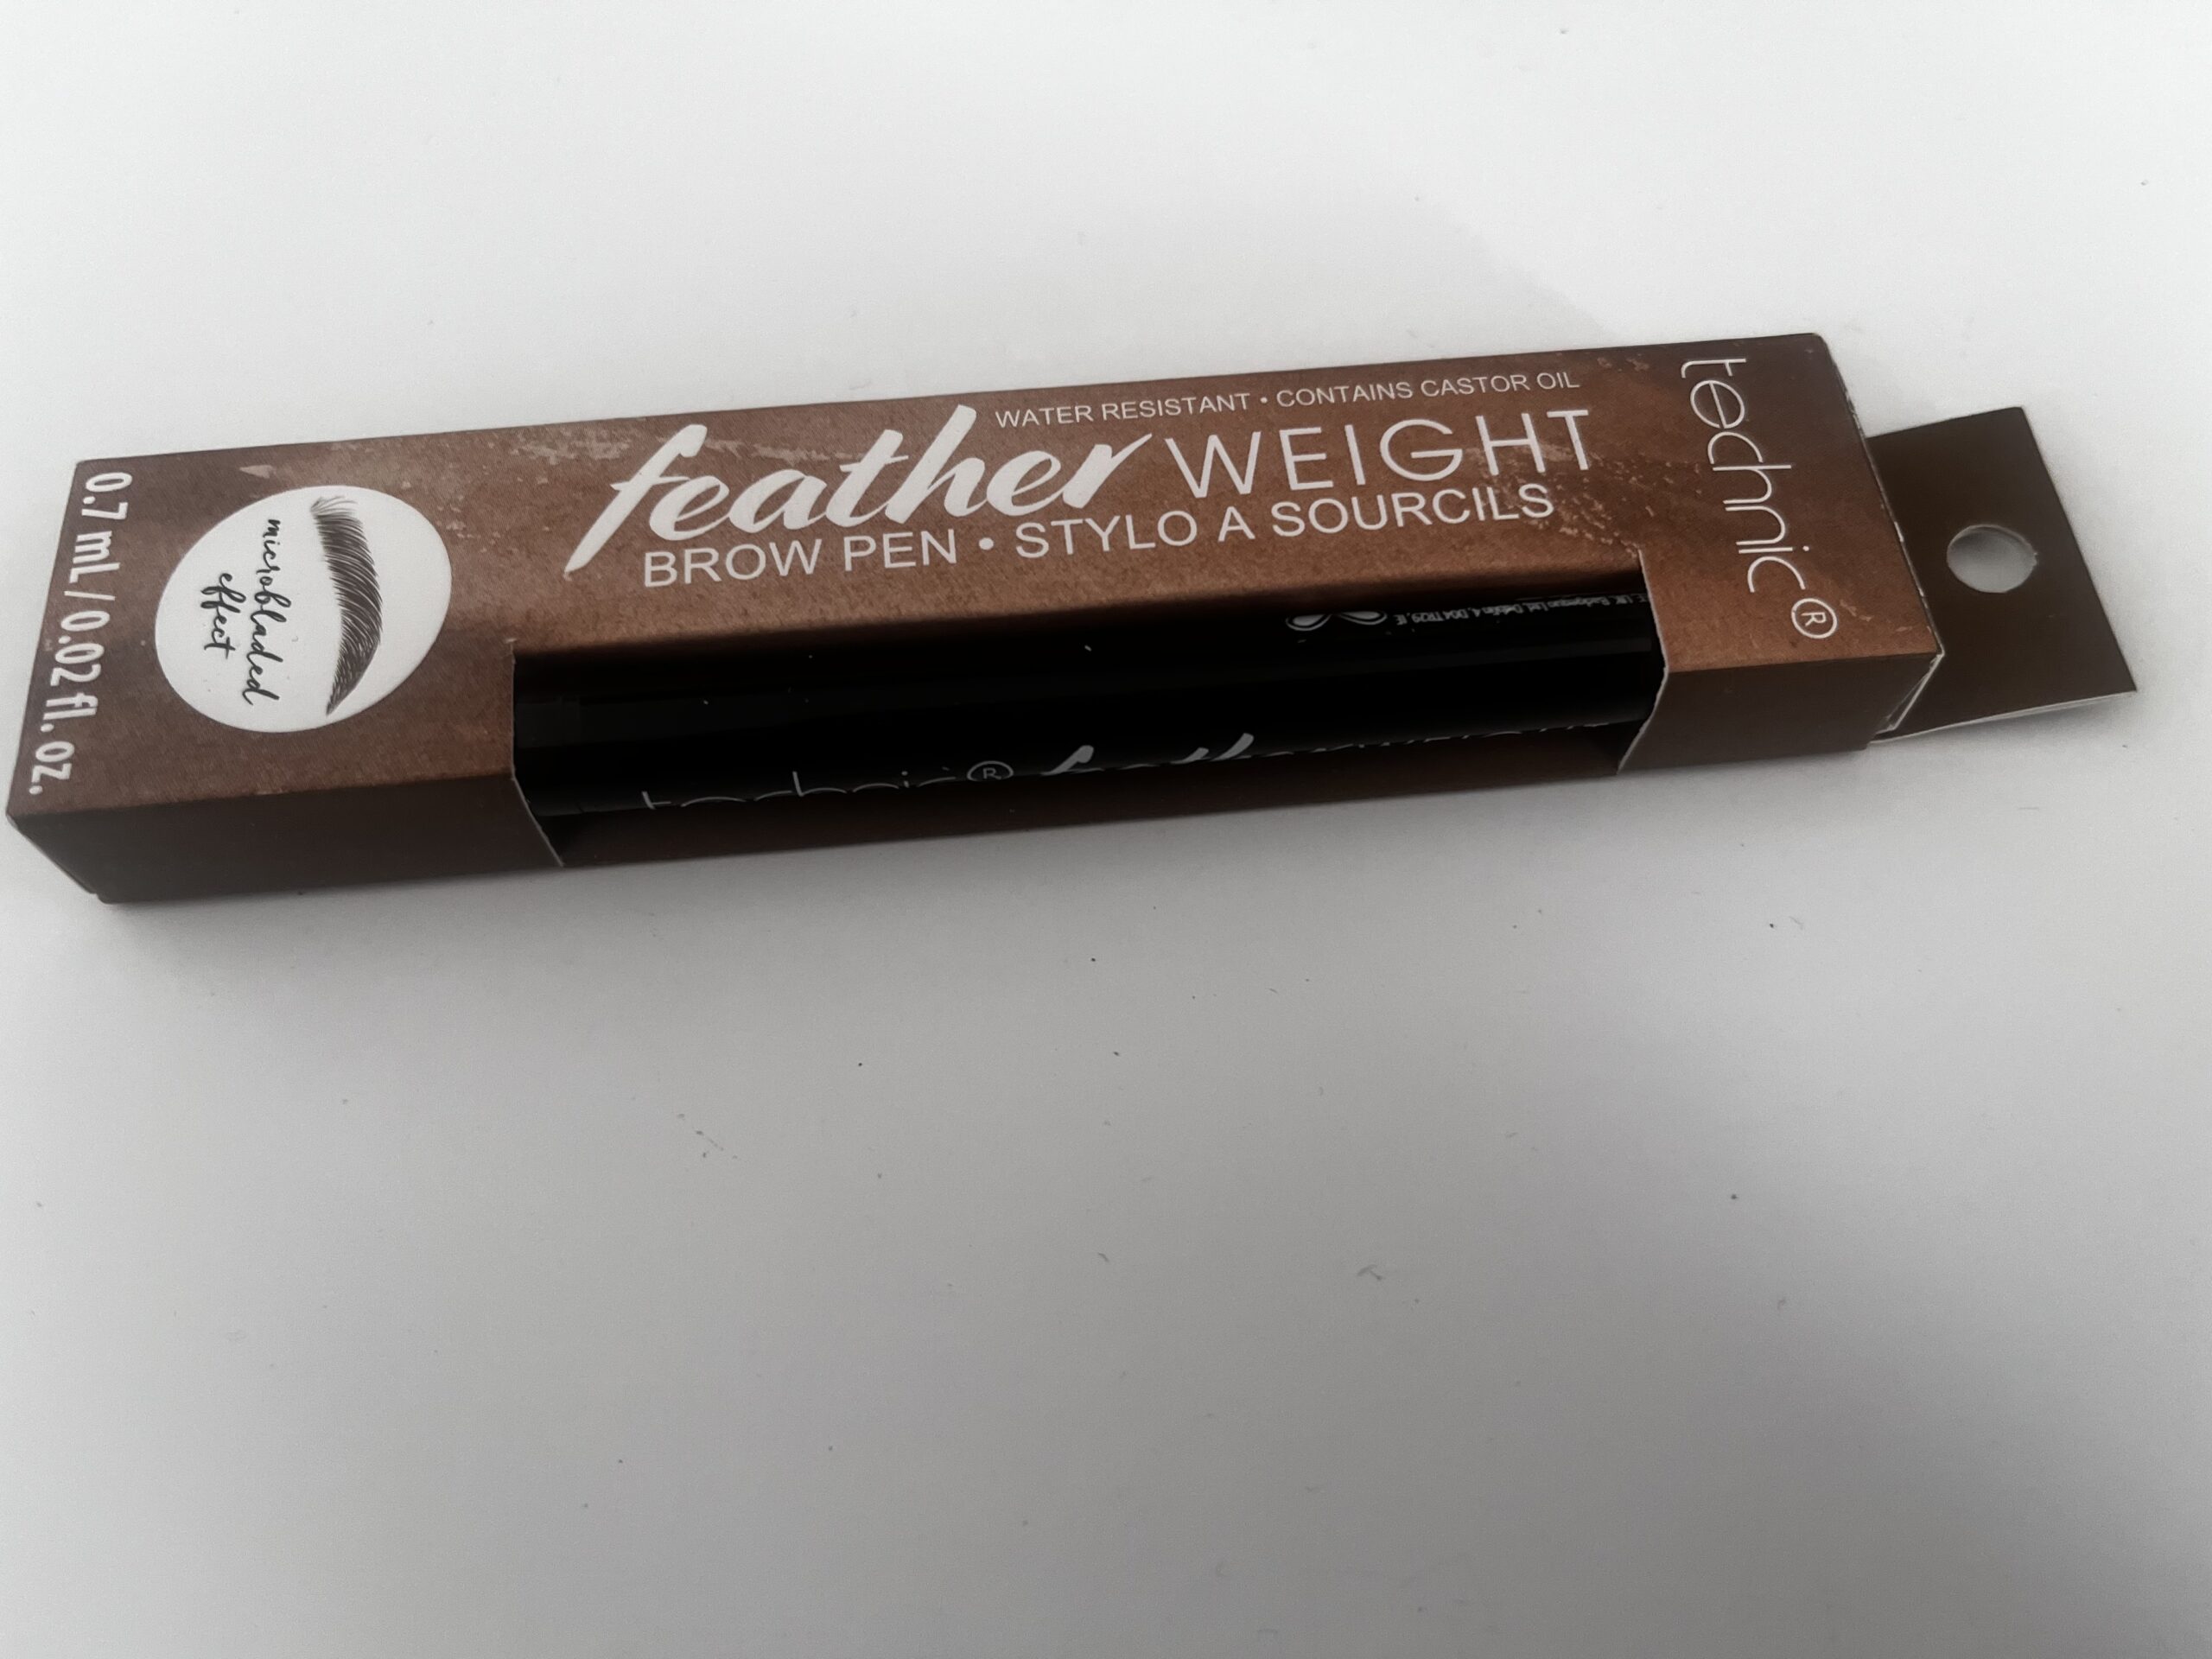 technic®
WATER RESISTANT • CONTAINS CASTOR OIL
feather WEIGHT
BROW PEN • STYLO A SOURCILS
microbladed
effect
0.7 mL / 0.02 fl. oz.
technic®